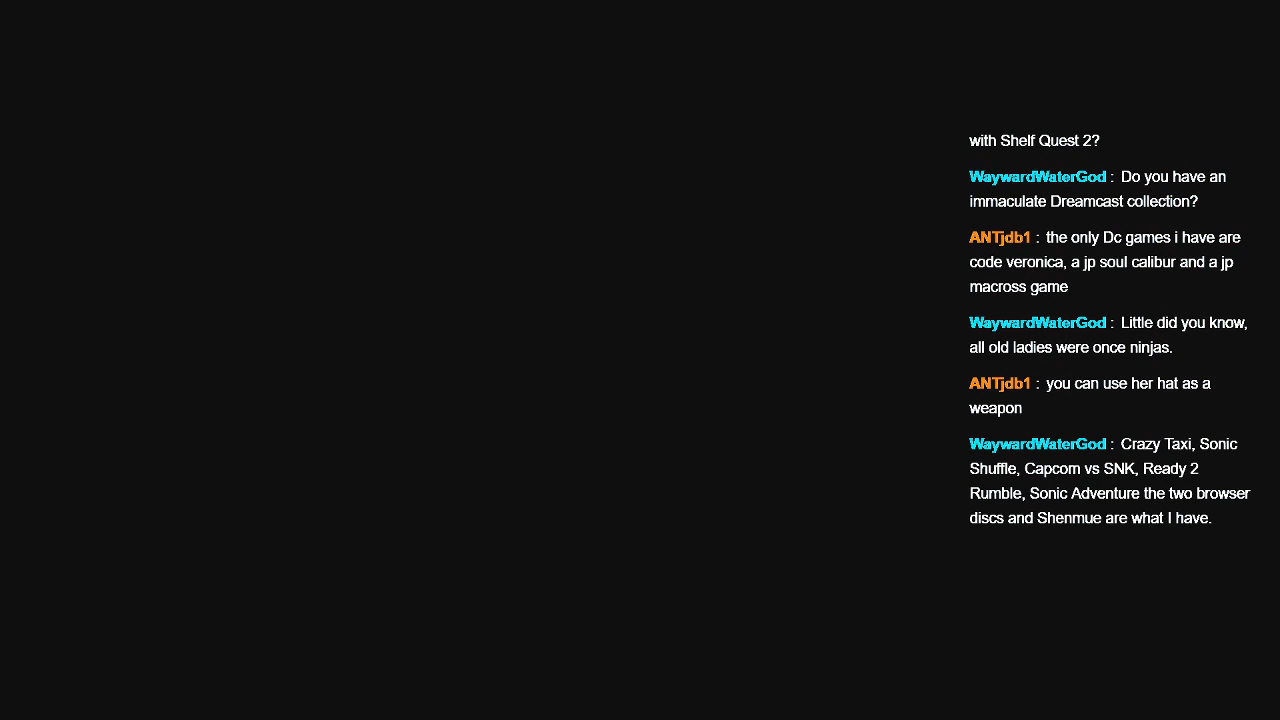 with Shelf Quest 2?
WaywardWaterGod : Do you have an
immaculate Dreamcast collection?
ANTjdb1 : the only Dc games i have are
code veronica, a jp soul calibur and a jp
macross game
WaywardWaterGod : Little did you know,
all old ladies were once ninjas.
ANTjdb1 : you can use her hat as a
weapon
WaywardWaterGod : Crazy Taxi, Sonic
Shuffle, Capcom vs SNK, Ready 2
Rumble, Sonic Adventure the two browser
discs and Shenmue are what I have.